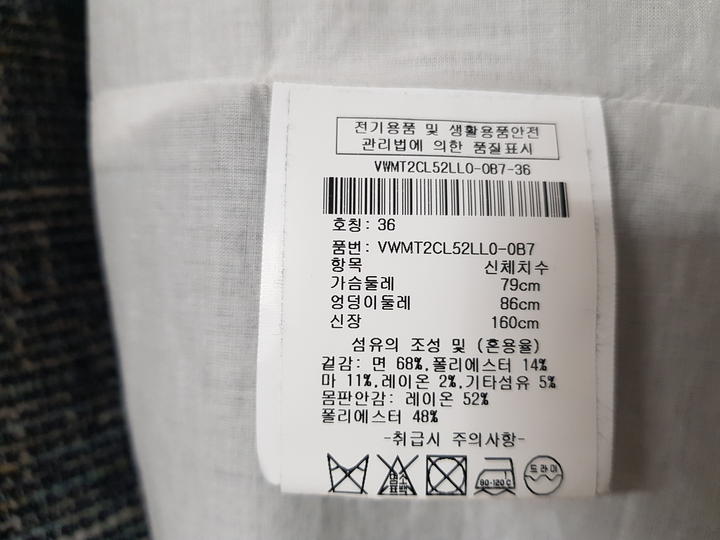 전기용품 및 생활용품안전
관리법에 의한 품질표시
VWMT2CL52LL0-0B7-36
호칭: 36
품번: VWMT2CL52LL0-0B7
항목 신체치수
가슴둘레 79cm
엉덩이둘레 86cm
신장 160cm
섬유의 조성 및 (혼용율)
겉감: 면 68%,폴리에스터 14%
마 11%,레이온 2%,기타섬유 5%
몸판안감: 레이온 52%
폴리에스터 48%
-취급시 주의사항-
염소 표백 80-120C 드라이